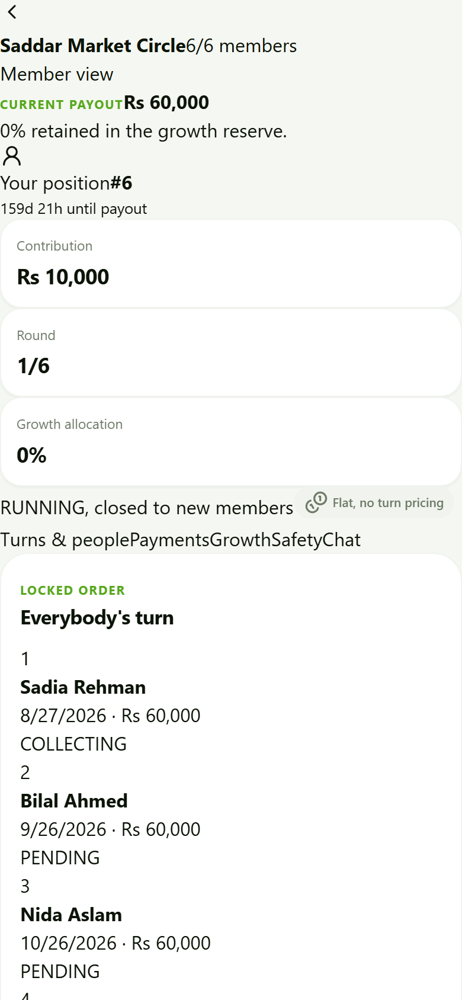 Saddar Market Circle6/6 members
Member view
CURRENT PAYOUTRs 60,000
0% retained in the growth reserve.
Your position#6
159d 21h until payout
Contribution
Rs 10,000
Round
1/6
Growth allocation
0%
RUNNING, closed to new members Flat, no turn pricing
Turns & peoplePaymentsGrowthSafetyChat
LOCKED ORDER
Everybody's turn
1
Sadia Rehman
8/27/2026 · Rs 60,000
COLLECTING
2
Bilal Ahmed
9/26/2026 · Rs 60,000
PENDING
3
Nida Aslam
10/26/2026 · Rs 60,000
PENDING
4